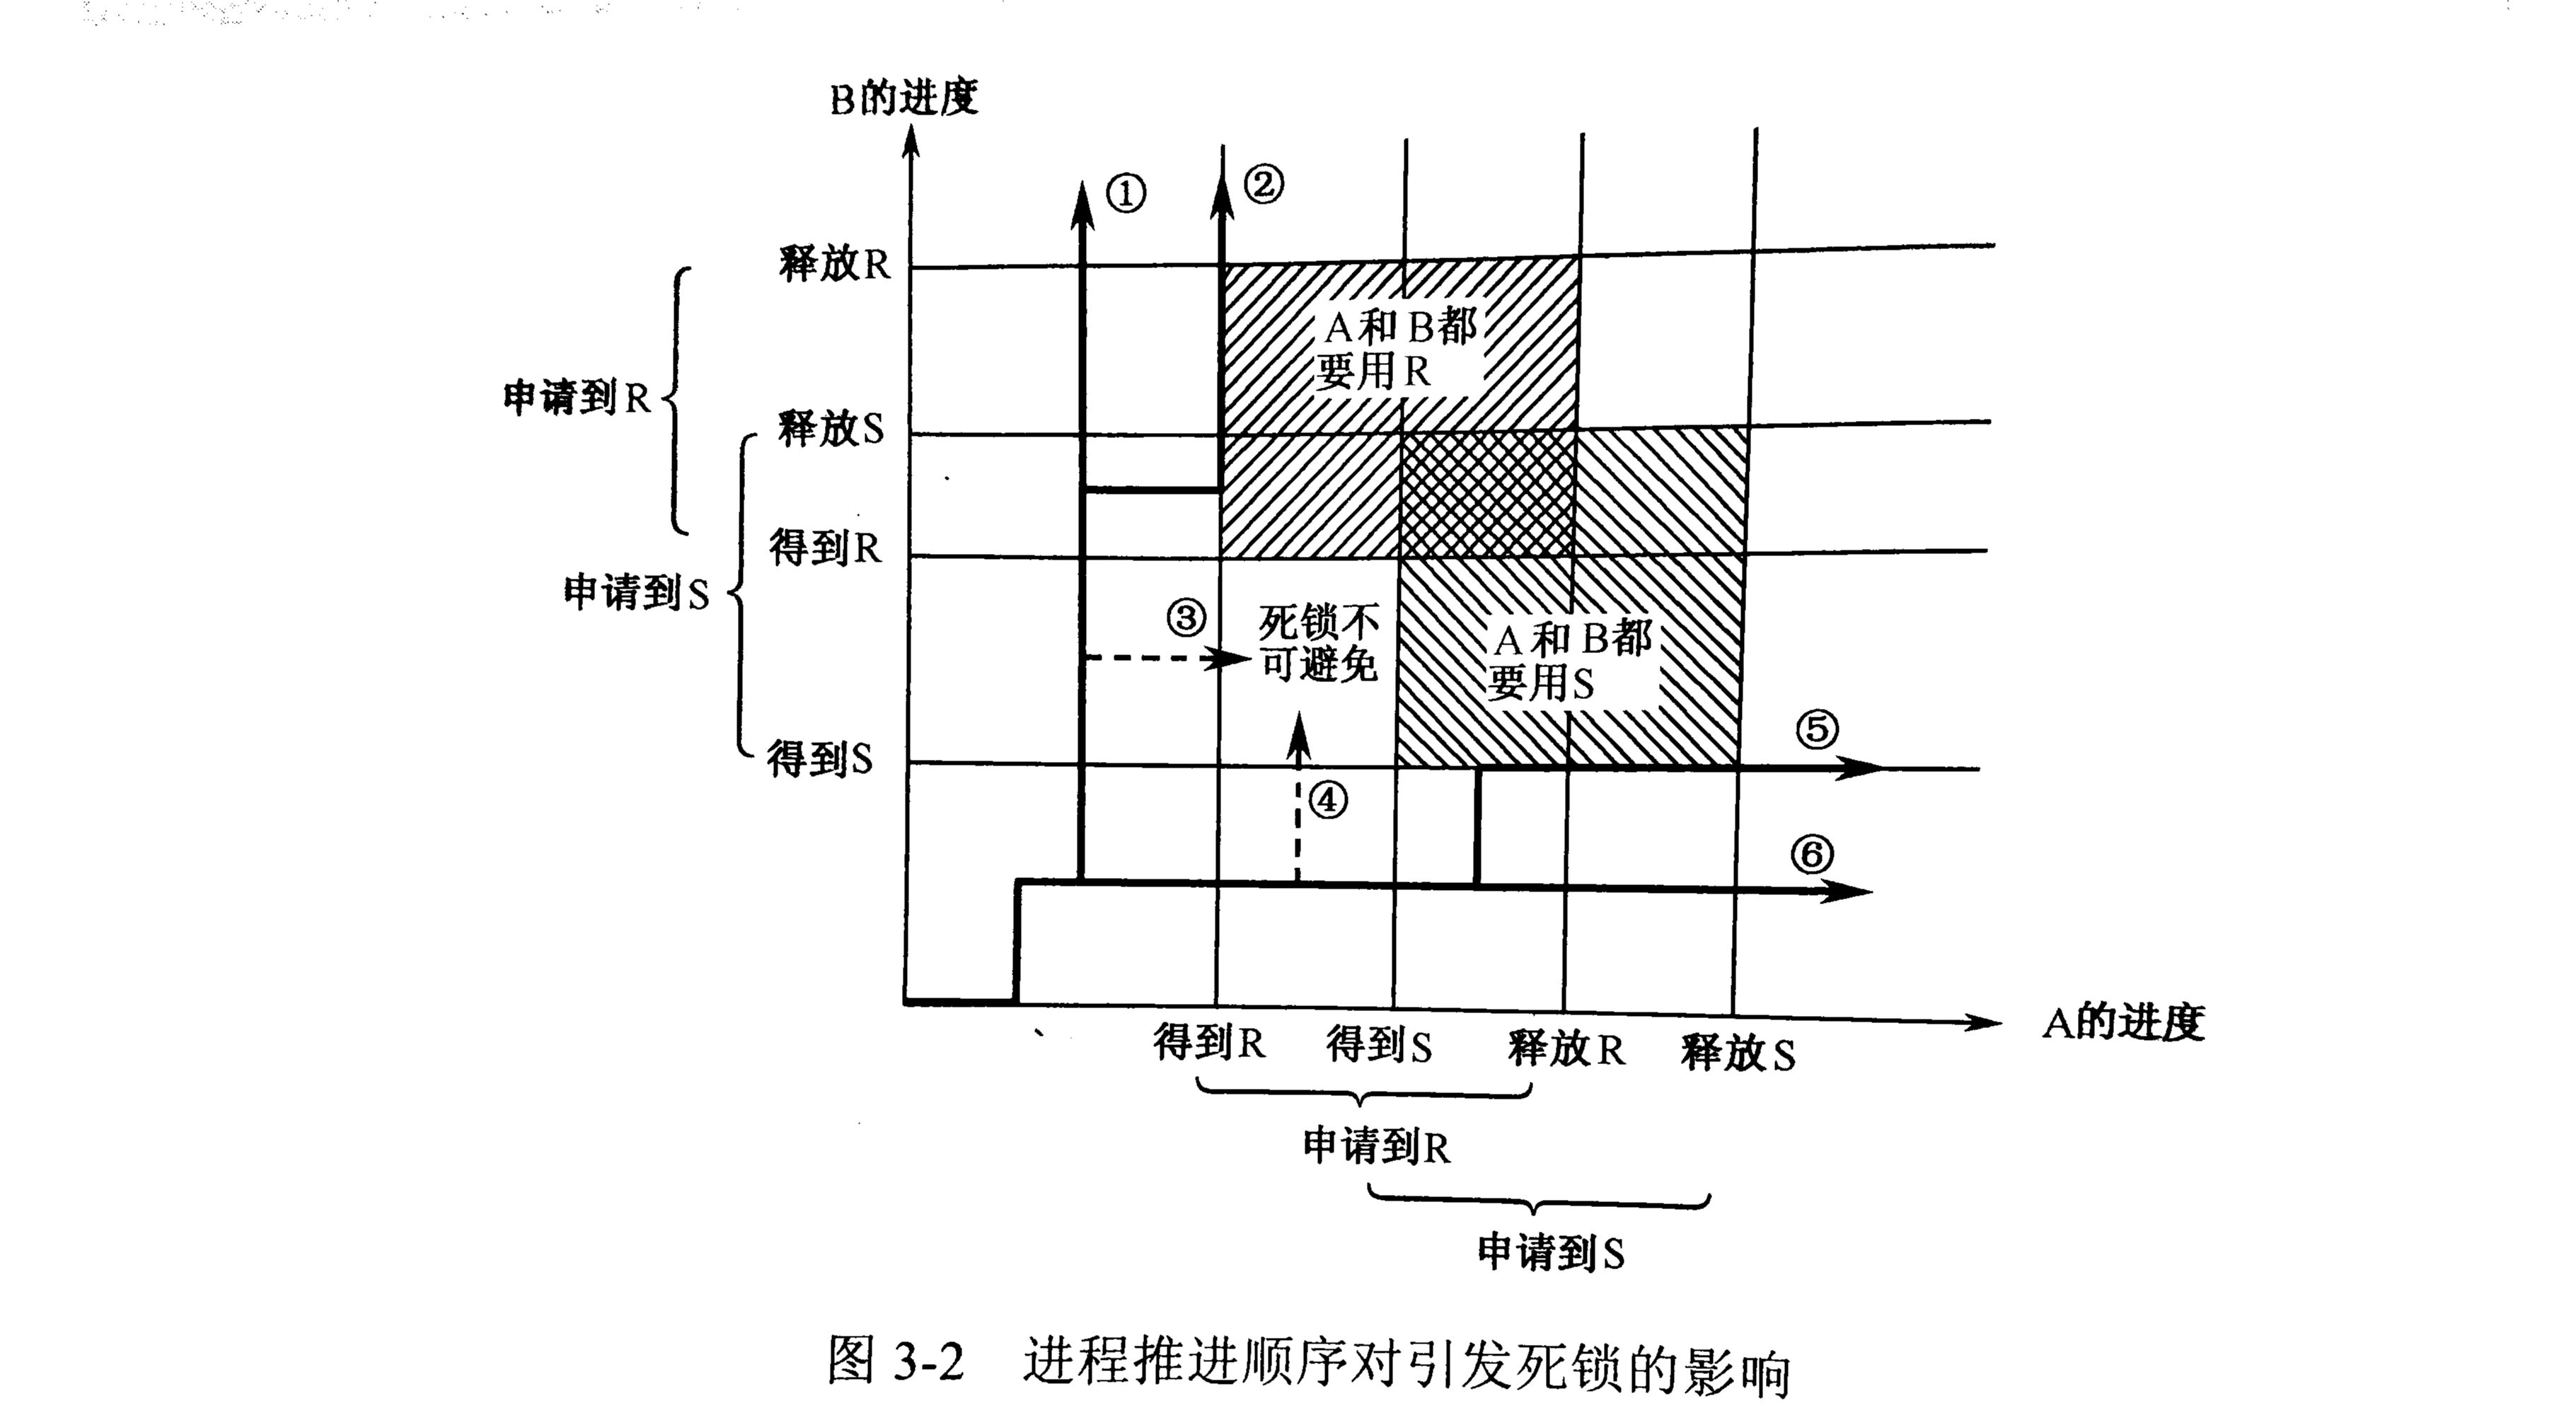 B的进度
① ②
释放R
A和B都
要用R
申请到R
释放S
得到R
申请到S
③ 死锁不
可避免
A和B都
要用S
得到S
④
⑤
⑥
A的进度
得到R 得到S 释放R 释放S
申请到R
申请到S
图 3-2 进程推进顺序对引发死锁的影响